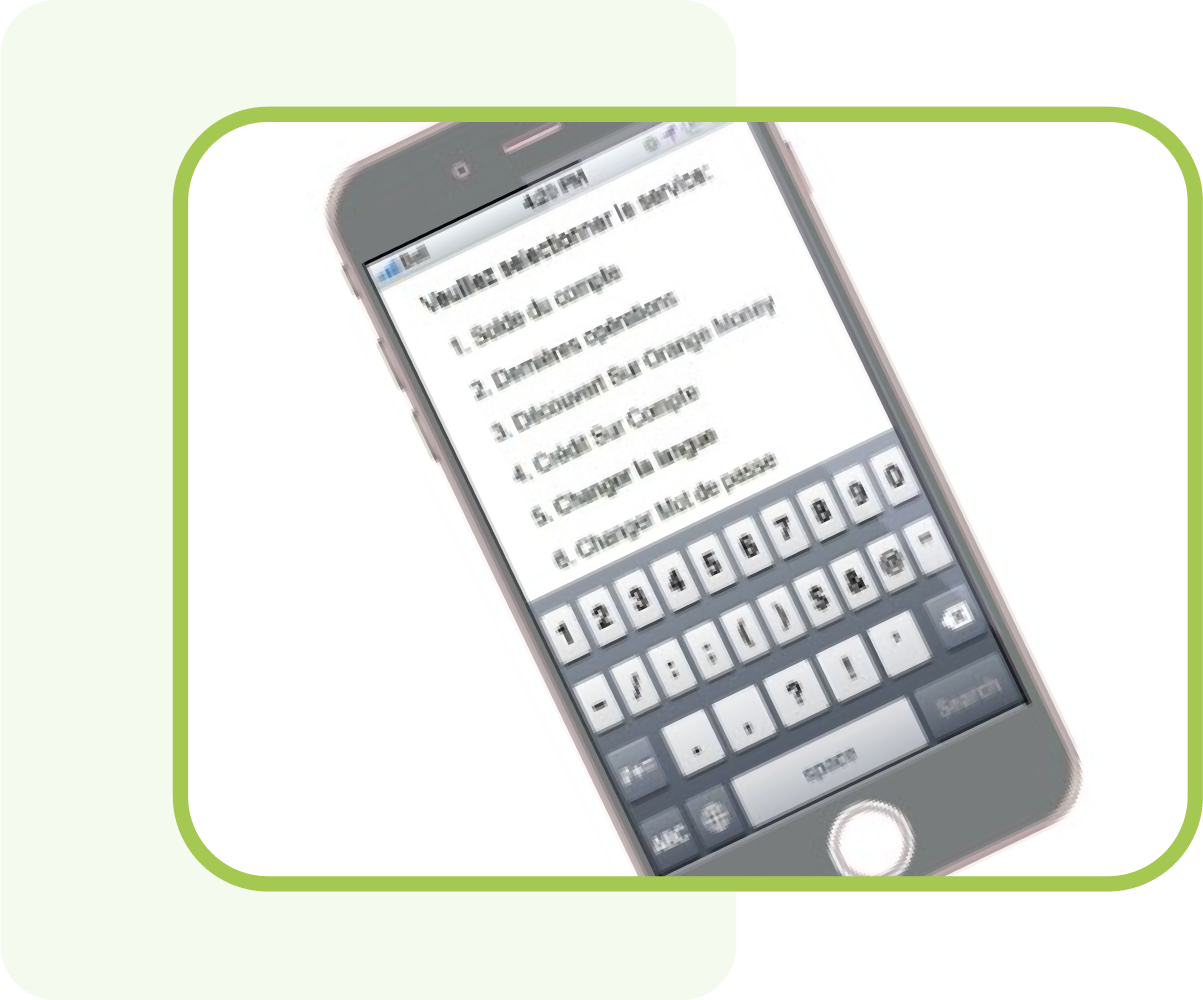 4:20 PM
Veuillez sélectionner le service:
1. Solde du compte
2. Dernières opérations
3. Découvert Sur Orange Money
4. Crédit Sur Compte
5. Changer la langue
6. Changer Mot de passe
1 2 3 4 5 6 7 8 9 0
- / : ; ( ) $ & @ "
. , ? ! '
space Search
ABC